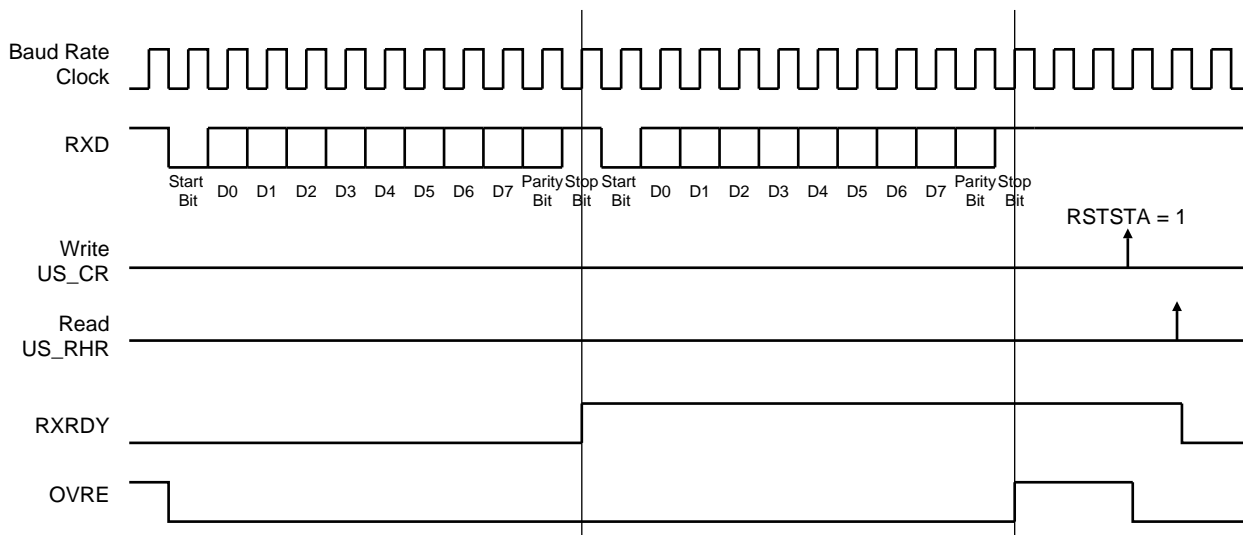 Baud Rate
Clock
RXD
Start
Bit
D0
D1
D2
D3
D4
D5
D6
D7
Parity
Bit
Stop
Bit
Start
Bit
D0
D1
D2
D3
D4
D5
D6
D7
Parity
Bit
Stop
Bit
RSTSTA = 1
Write
US_CR
Read
US_RHR
RXRDY
OVRE